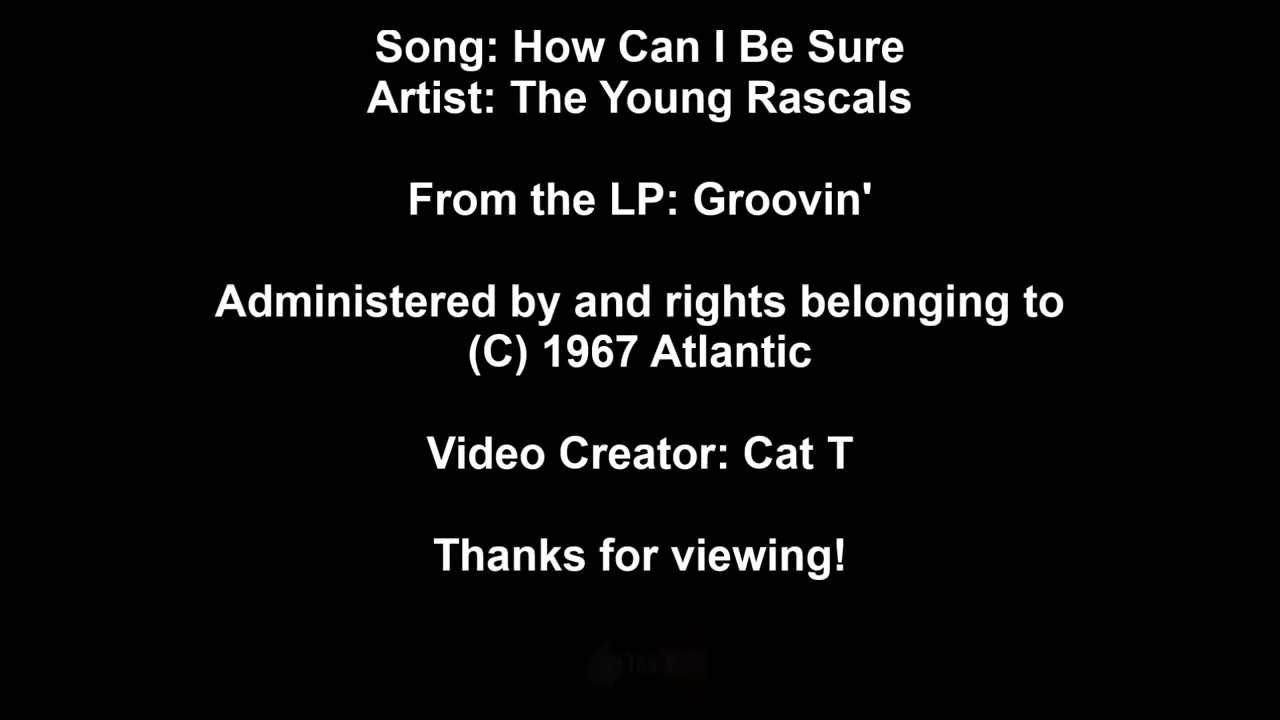 Song: How Can I Be Sure
Artist: The Young Rascals
From the LP: Groovin'
Administered by and rights belonging to
(C) 1967 Atlantic
Video Creator: Cat T
Thanks for viewing!